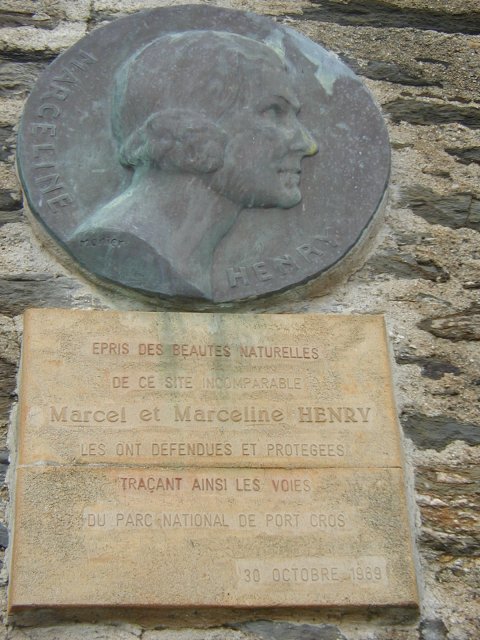 MARCELINE
HENRY
EPRIS DES BEAUTES NATURELLES
DE CE SITE INCOMPARABLE
Marcel et Marceline HENRY
LES ONT DEFENDUES ET PROTEGEES
TRAÇANT AINSI LES VOIES
DU PARC NATIONAL DE PORT CROS
30 OCTOBRE 1989